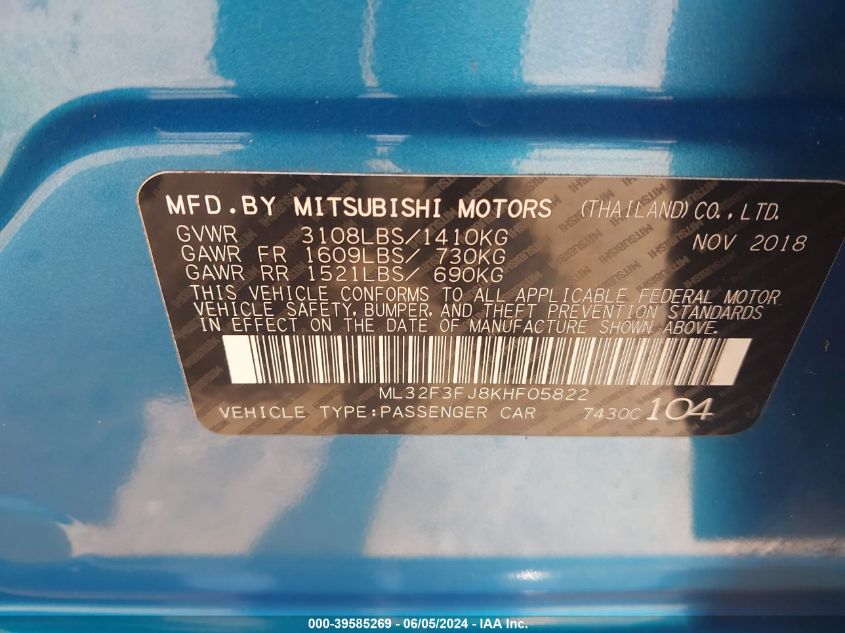 MFD.BY MITSUBISHI MOTORS (THAILAND)CO.,LTD.
GVWR 3108LBS/1410KG NOV 2018
GAWR FR 1609LBS/ 730KG
GAWR RR 1521LBS/ 690KG
THIS VEHICLE CONFORMS TO ALL APPLICABLE FEDERAL MOTOR
VEHICLE SAFETY, BUMPER, AND THEFT PREVENTION STANDARDS
IN EFFECT ON THE DATE OF MANUFACTURE SHOWN ABOVE.
ML32F3FJ8KHF05822
VEHICLE TYPE:PASSENGER CAR 7430C 104
000-39585269 - 06/05/2024 - IAA Inc.